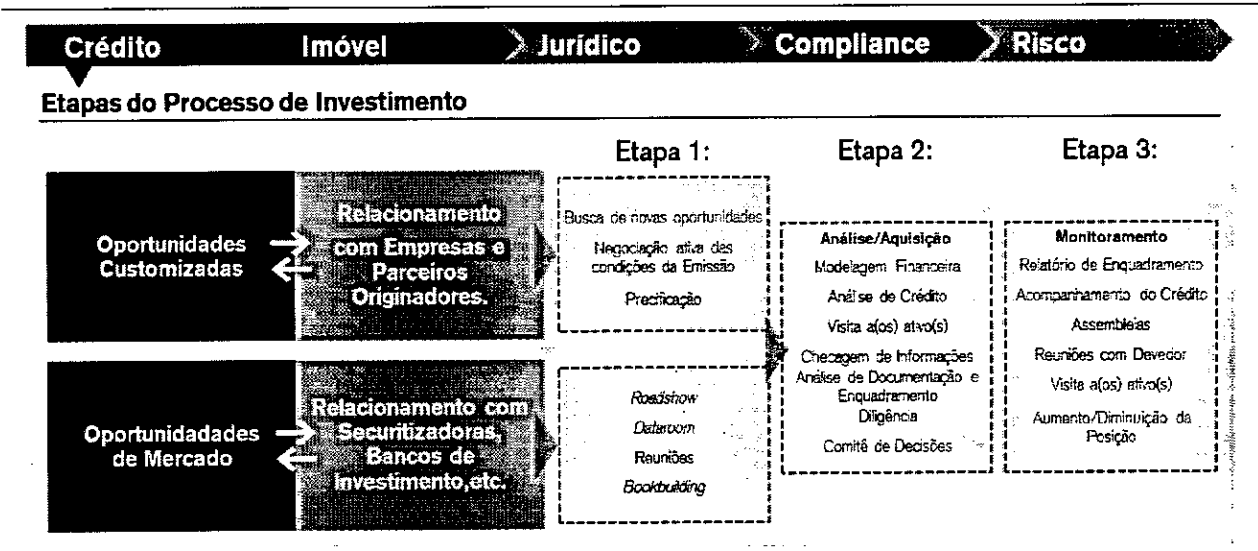 Crédito Imóvel Jurídico Compliance Risco
Etapas do Processo de Investimento
Etapa 1: Etapa 2: Etapa 3:
Oportunidades
Customizadas
Relacionamento
com Empresas e
Parceiros
Originadores.
Busca de novas oportunidades
Negociação ativa das
condições da Emissão
Precificação
Oportunidadades
de Mercado
Relacionamento com
Securitizadoras,
Bancos de
investimento,etc.
Roadshow
Dataroom
Reuniões
Bookbuilding
Análise/Aquisição
Modelagem Financeira
Análise de Crédito
Visita a(os) ativo(s)
Checagem de Informações
Análise de Documentação e
Enquadramento
Diligência
Comitê de Decisões
Monitoramento
Relatório de Enquadramento
Acompanhamento do Crédito
Assembleias
Reuniões com Devedor
Visita a(os) ativo(s)
Aumento/Diminuição da
Posição